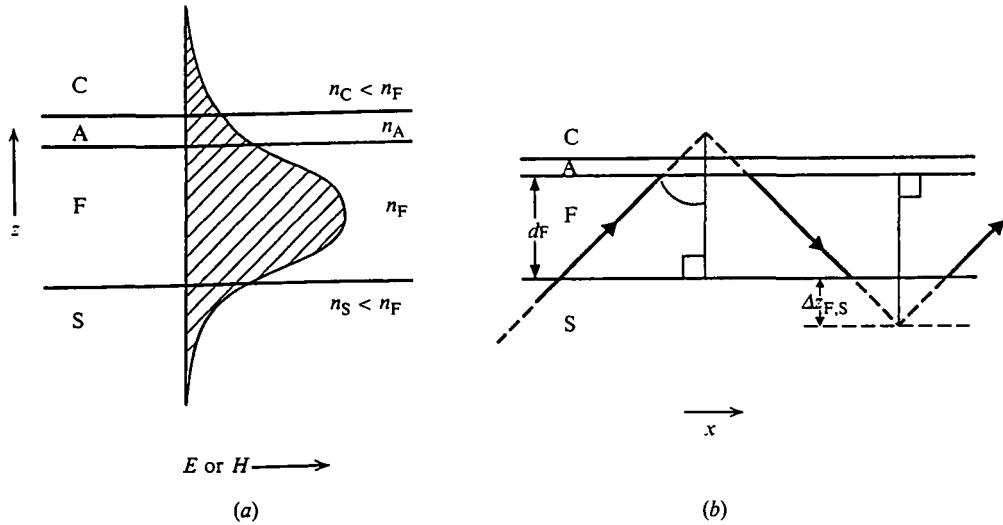 C
n_C < n_F
A
n_A
F
n_F
z
S
n_S < n_F
E or H
(a)
C
A
F
d_F
S
Δz_F,S
x
(b)